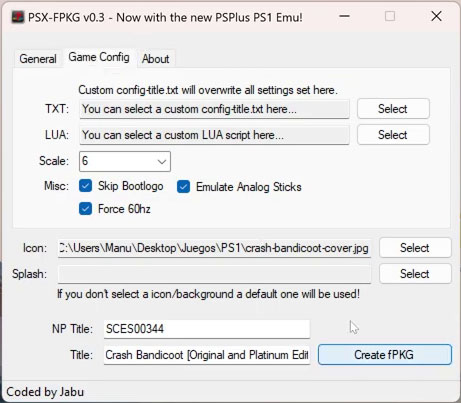 PSX-FPKG v0.3 - Now with the new PSPlus PS1 Emu!
General Game Config About
Custom config-title.txt will overwrite all settings set here.
TXT: You can select a custom config-title.txt here... Select
LUA: You can select a custom LUA script here... Select
Scale: 6
Misc: Skip Bootlogo Emulate Analog Sticks
Force 60hz
Icon: C:\Users\Manu\Desktop\Juegos\PS1\crash-bandicoot-cover.jpg Select
Splash: Select
If you don't select a icon/background a default one will be used!
NP Title: SCES00344
Title: Crash Bandicoot [Original and Platinum Edit Create fPKG
Coded by Jabu